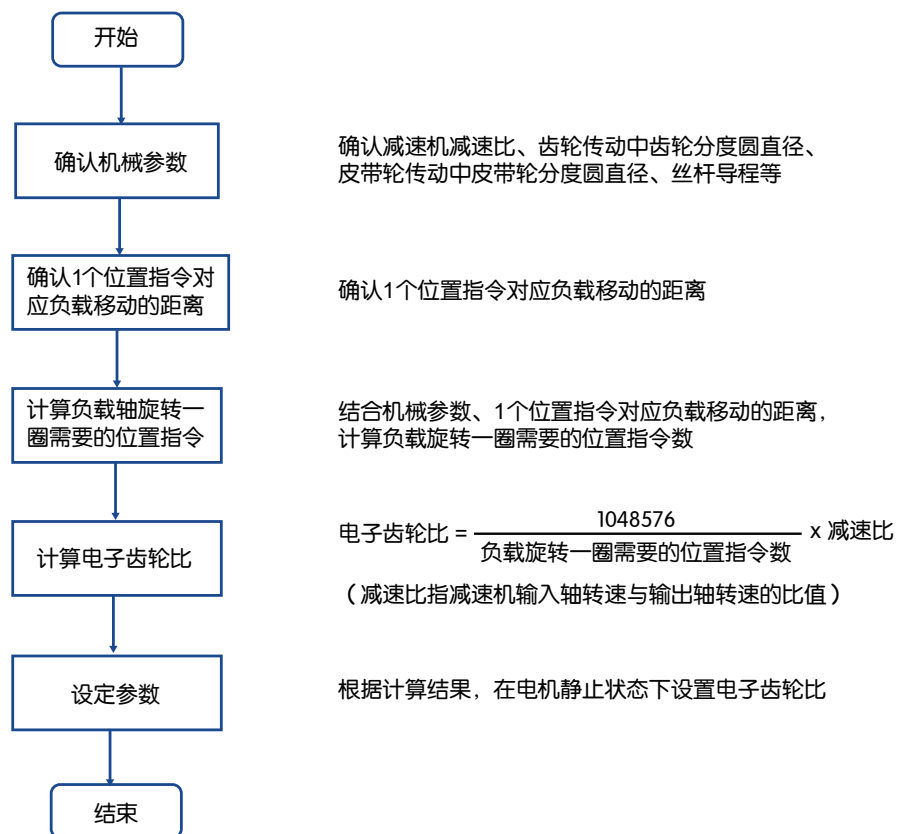 开始
确认机械参数
确认减速机减速比、齿轮传动中齿轮分度圆直径、
皮带轮传动中皮带轮分度圆直径、丝杆导程等
确认1个位置指令对
应负载移动的距离
确认1个位置指令对应负载移动的距离
计算负载轴旋转一
圈需要的位置指令
结合机械参数、1个位置指令对应负载移动的距离,
计算负载旋转一圈需要的位置指令数
计算电子齿轮比
1048576
电子齿轮比 = x 减速比
负载旋转一圈需要的位置指令数
（减速比指减速机输入轴转速与输出轴转速的比值）
设定参数
根据计算结果，在电机静止状态下设置电子齿轮比
结束